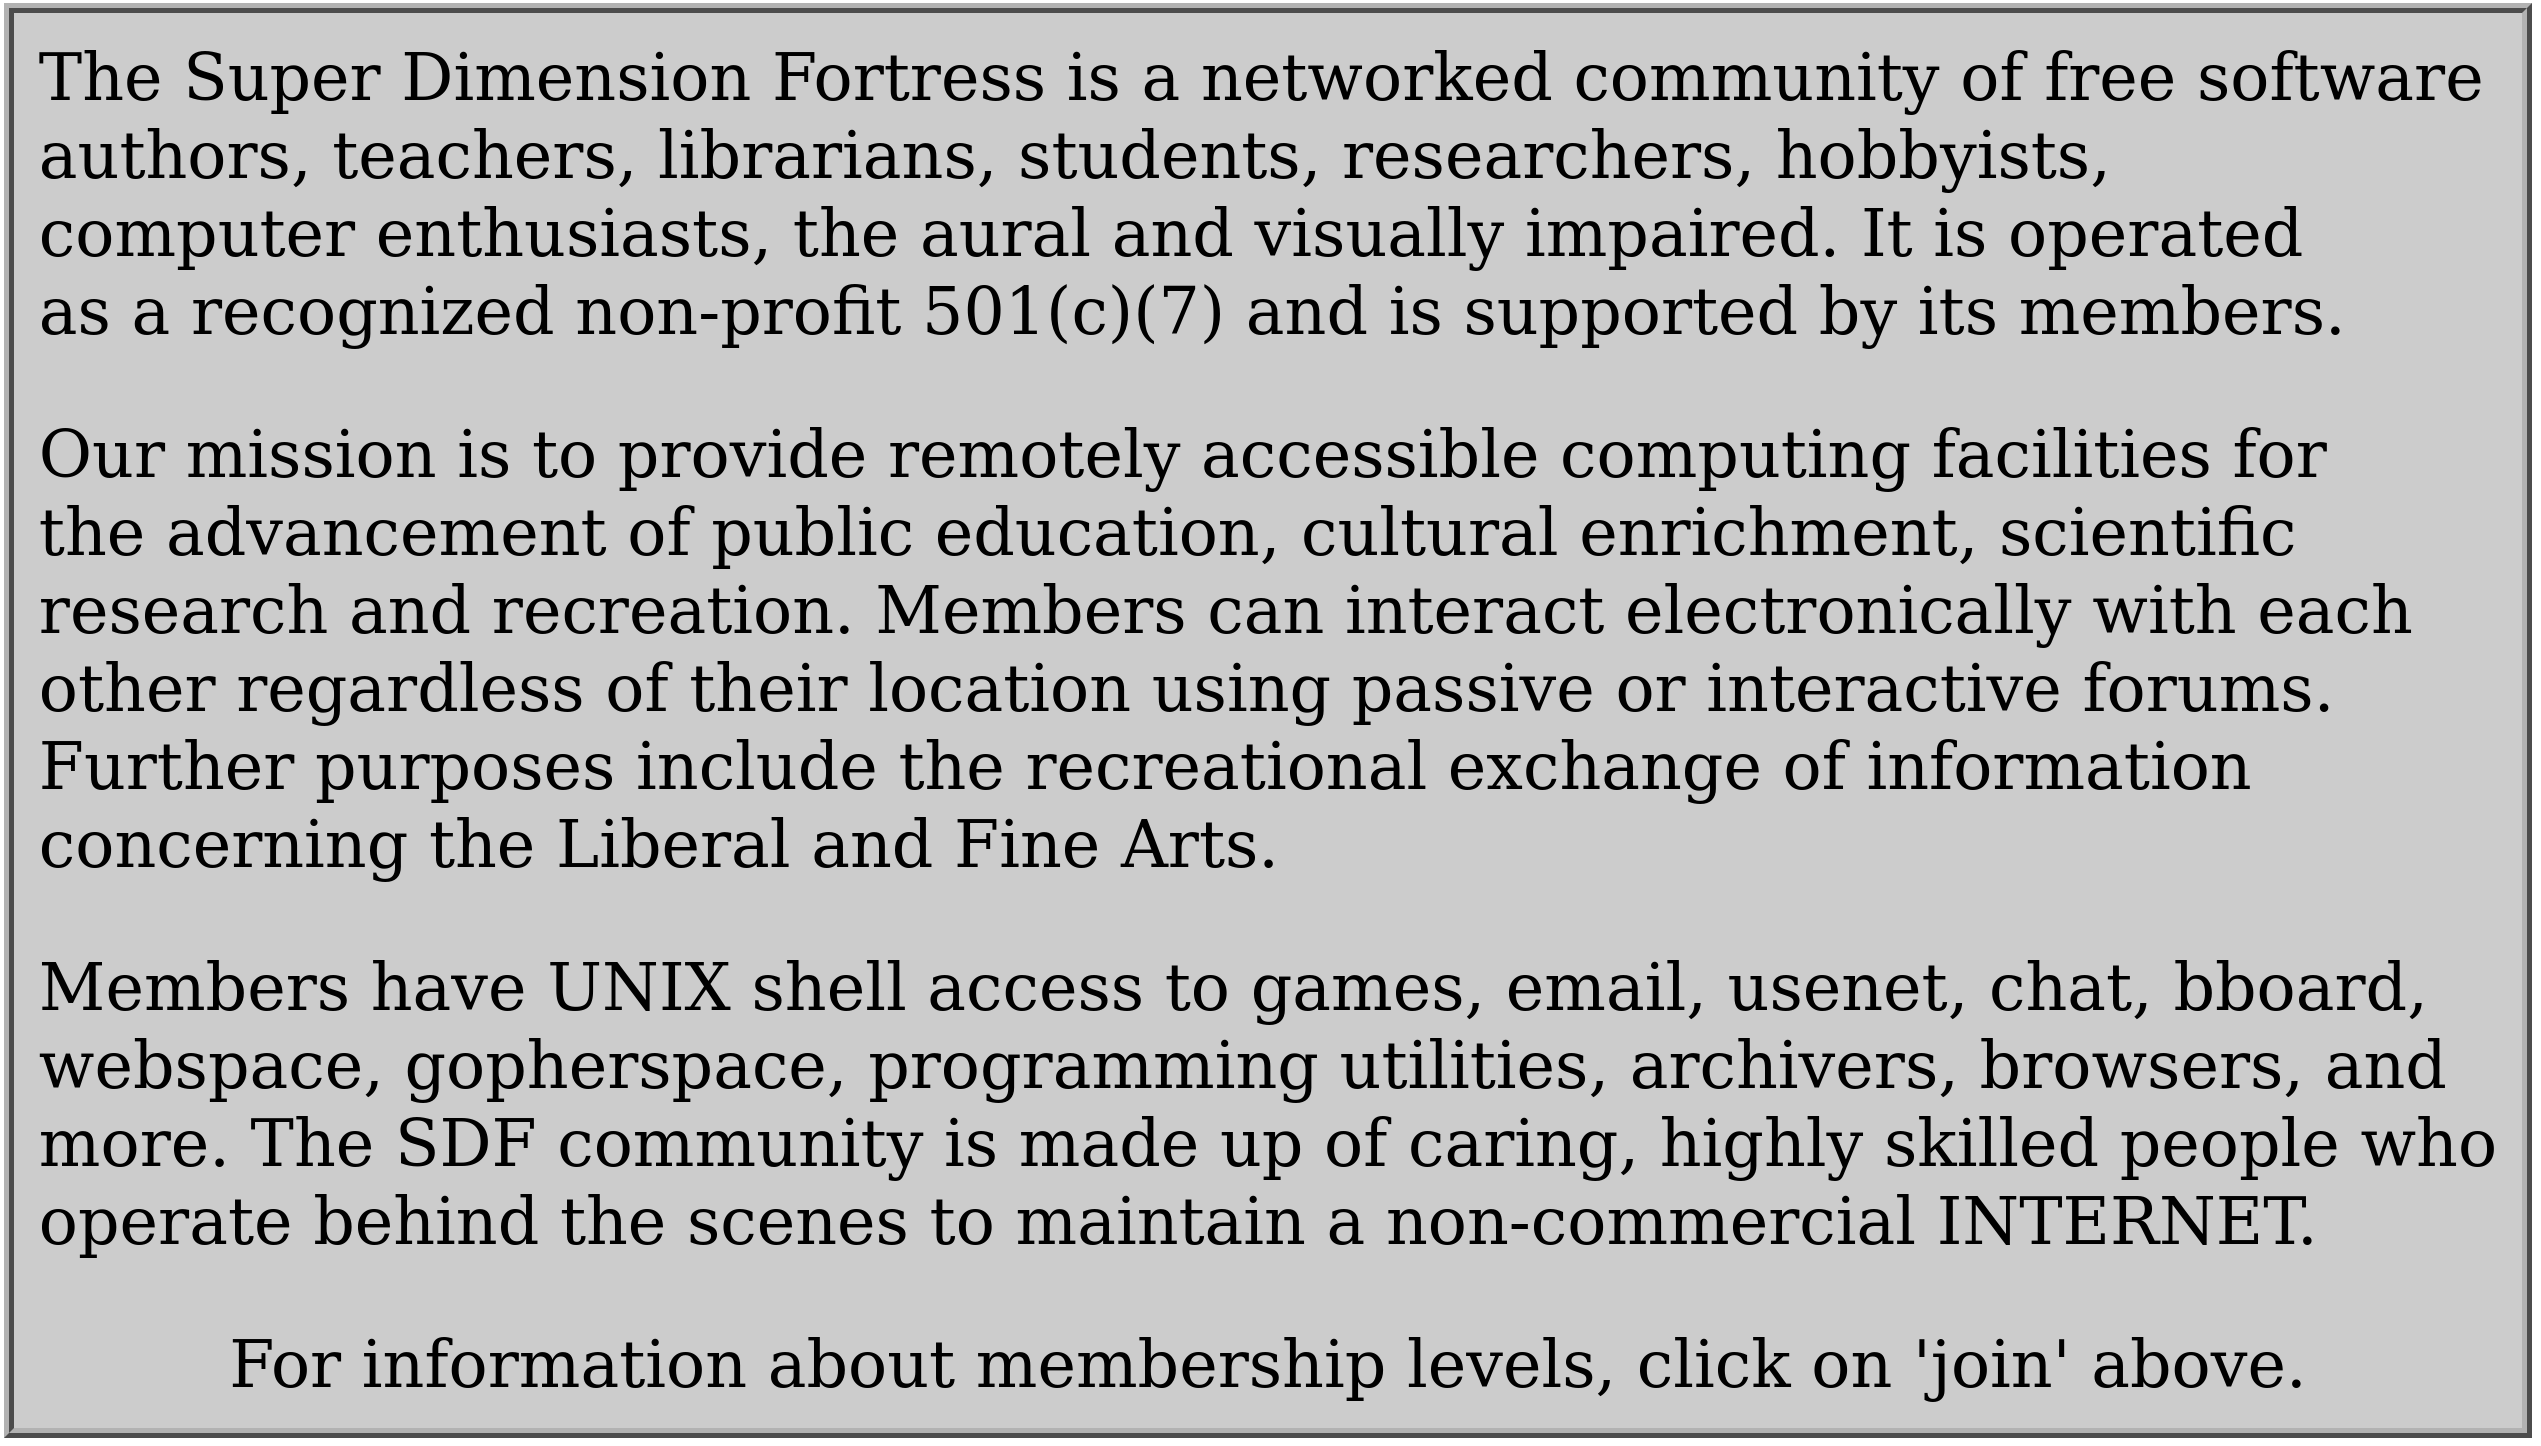 The Super Dimension Fortress is a networked community of free software
authors, teachers, librarians, students, researchers, hobbyists,
computer enthusiasts, the aural and visually impaired. It is operated
as a recognized non-profit 501(c)(7) and is supported by its members.
Our mission is to provide remotely accessible computing facilities for
the advancement of public education, cultural enrichment, scientific
research and recreation. Members can interact electronically with each
other regardless of their location using passive or interactive forums.
Further purposes include the recreational exchange of information
concerning the Liberal and Fine Arts.
Members have UNIX shell access to games, email, usenet, chat, bboard,
webspace, gopherspace, programming utilities, archivers, browsers, and
more. The SDF community is made up of caring, highly skilled people who
operate behind the scenes to maintain a non-commercial INTERNET.
For information about membership levels, click on 'join' above.